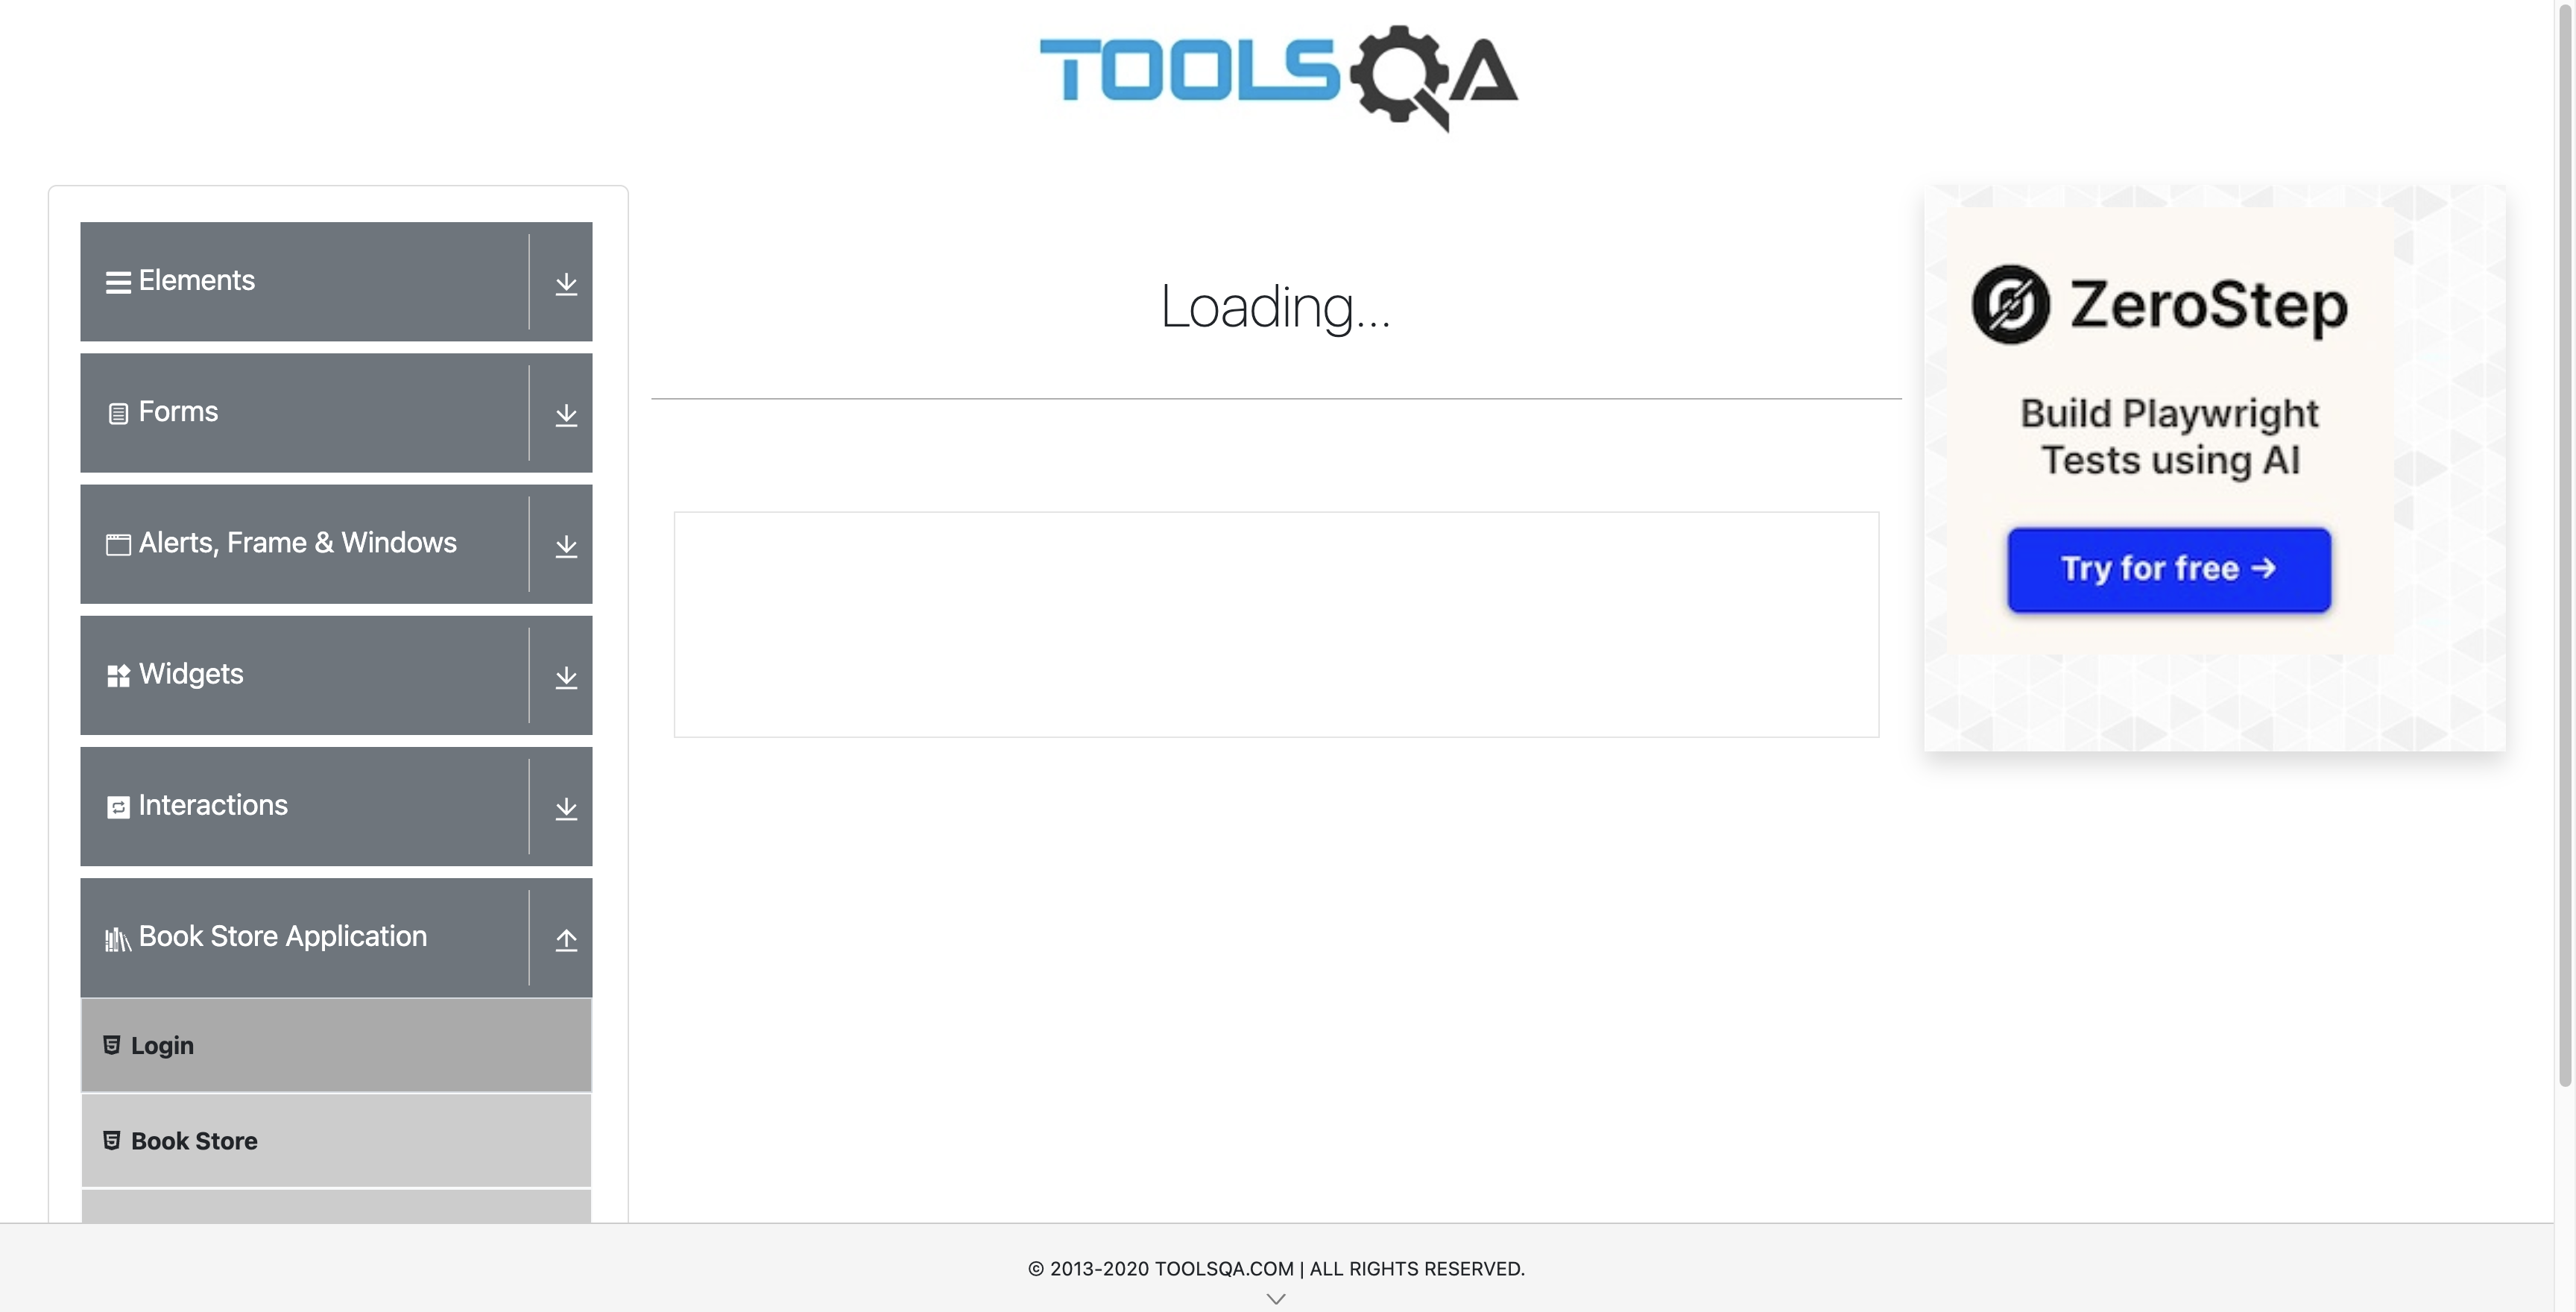 TOOLSQA
Elements
Forms
Alerts, Frame & Windows
Widgets
Interactions
Book Store Application
Login
Book Store
Loading...
ZeroStep
Build Playwright
Tests using AI
Try for free →
© 2013-2020 TOOLSQA.COM | ALL RIGHTS RESERVED.